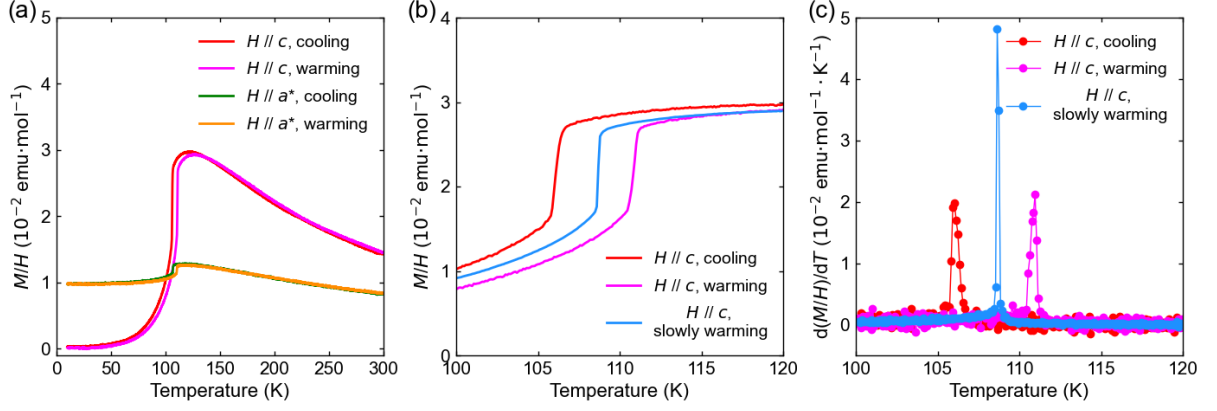 (a)
5
4
3
2
1
0
M/H (10⁻² emu·mol⁻¹)
H // c, cooling
H // c, warming
H // a*, cooling
H // a*, warming
0 50 100 150 200 250 300
Temperature (K)
(b)
5
4
3
2
1
0
M/H (10⁻² emu·mol⁻¹)
H // c, cooling
H // c, warming
H // c,
slowly warming
100 105 110 115 120
Temperature (K)
(c)
5
4
3
2
1
0
d(M/H)/dT (10⁻² emu·mol⁻¹·K⁻¹)
H // c, cooling
H // c, warming
H // c,
slowly warming
100 105 110 115 120
Temperature (K)